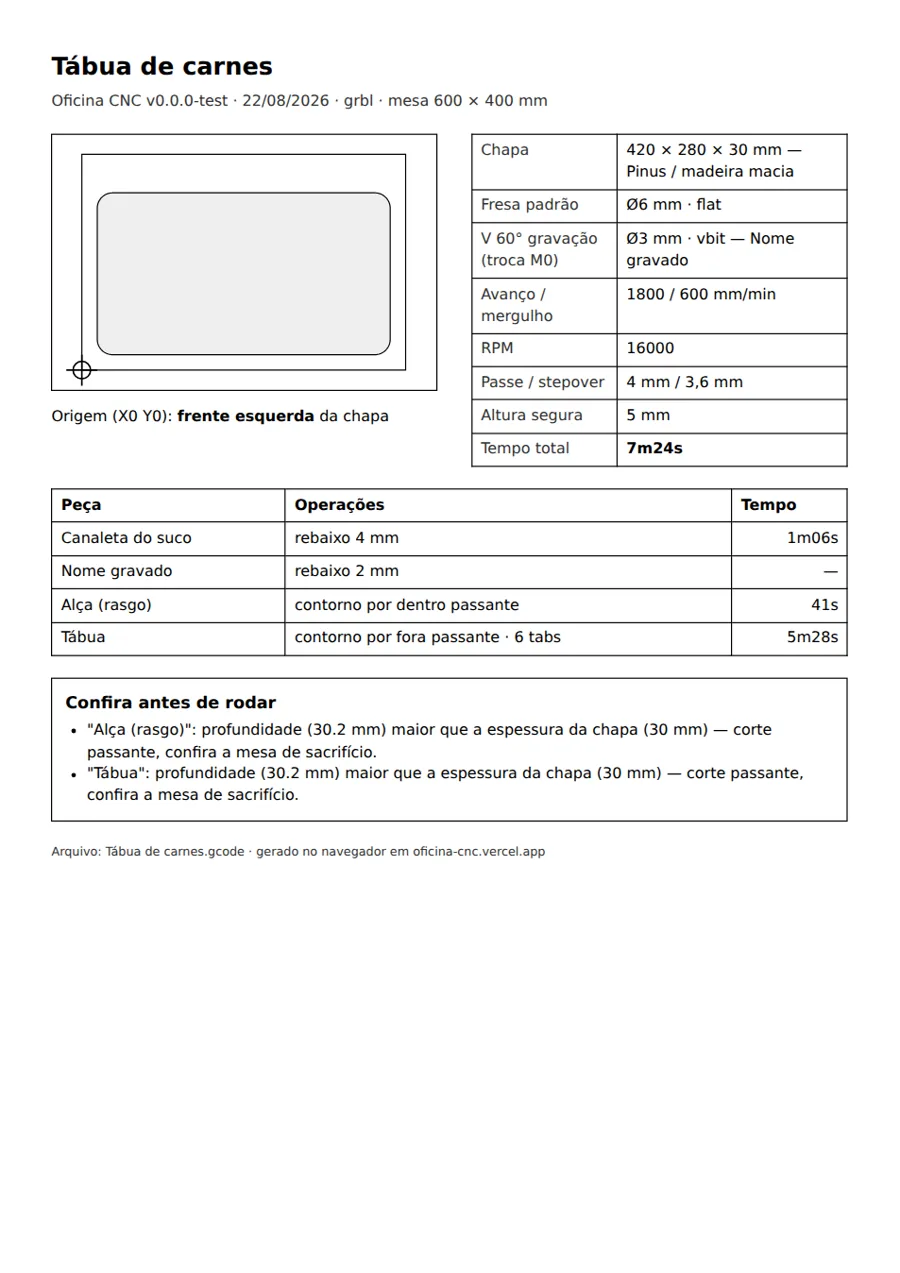 Tábua de carnes
Oficina CNC v0.0.0-test · 22/08/2026 · grbl · mesa 600 × 400 mm
Origem (X0 Y0): frente esquerda da chapa
Chapa
420 × 280 × 30 mm —
Pinus / madeira macia
Fresa padrão
Ø6 mm · flat
V 60° gravação
(troca M0)
Ø3 mm · vbit — Nome
gravado
Avanço /
mergulho
1800 / 600 mm/min
RPM
16000
Passe / stepover
4 mm / 3,6 mm
Altura segura
5 mm
Tempo total
7m24s
Peça
Operações
Tempo
Canaleta do suco
rebaixo 4 mm
1m06s
Nome gravado
rebaixo 2 mm
—
Alça (rasgo)
contorno por dentro passante
41s
Tábua
contorno por fora passante · 6 tabs
5m28s
Confira antes de rodar
• "Alça (rasgo)": profundidade (30.2 mm) maior que a espessura da chapa (30 mm) — corte
passante, confira a mesa de sacrifício.
• "Tábua": profundidade (30.2 mm) maior que a espessura da chapa (30 mm) — corte passante,
confira a mesa de sacrifício.
Arquivo: Tábua de carnes.gcode · gerado no navegador em oficina-cnc.vercel.app